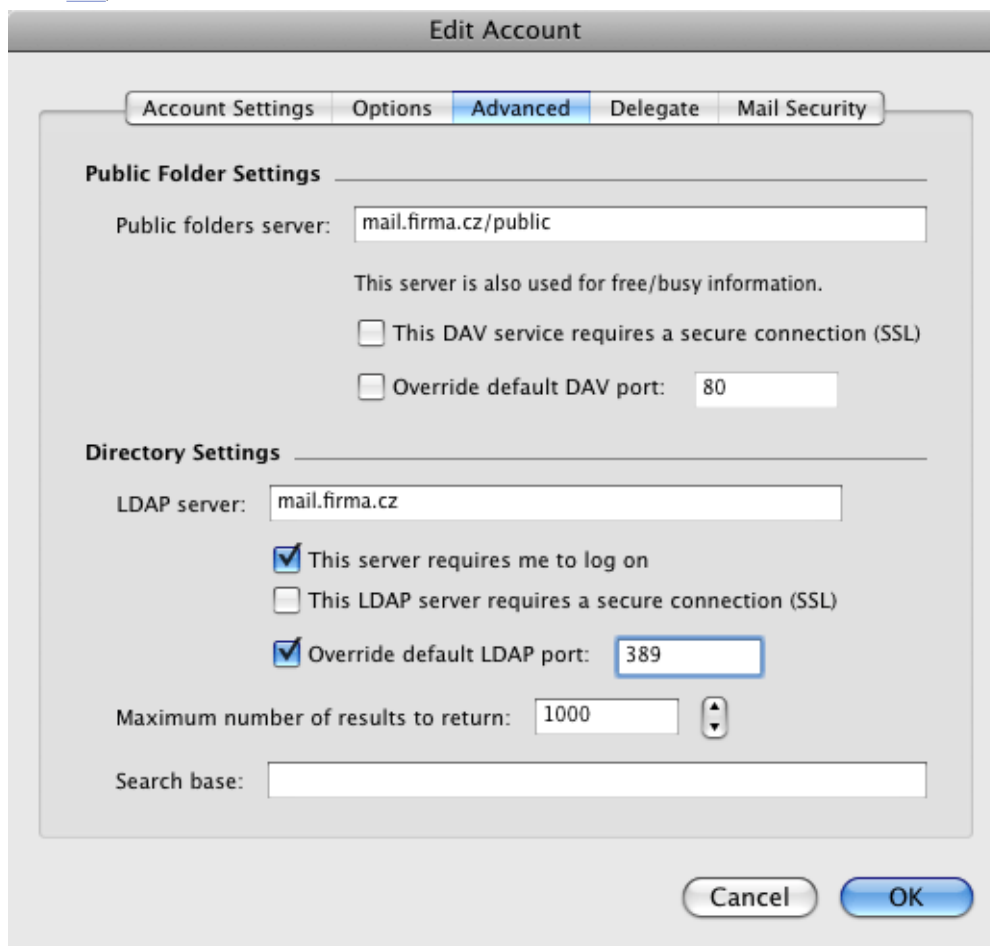 Edit Account
Account Settings Options Advanced Delegate Mail Security
Public Folder Settings
Public folders server: mail.firma.cz/public
This server is also used for free/busy information.
This DAV service requires a secure connection (SSL)
Override default DAV port: 80
Directory Settings
LDAP server: mail.firma.cz
This server requires me to log on
This LDAP server requires a secure connection (SSL)
Override default LDAP port: 389
Maximum number of results to return: 1000
Search base:
Cancel OK